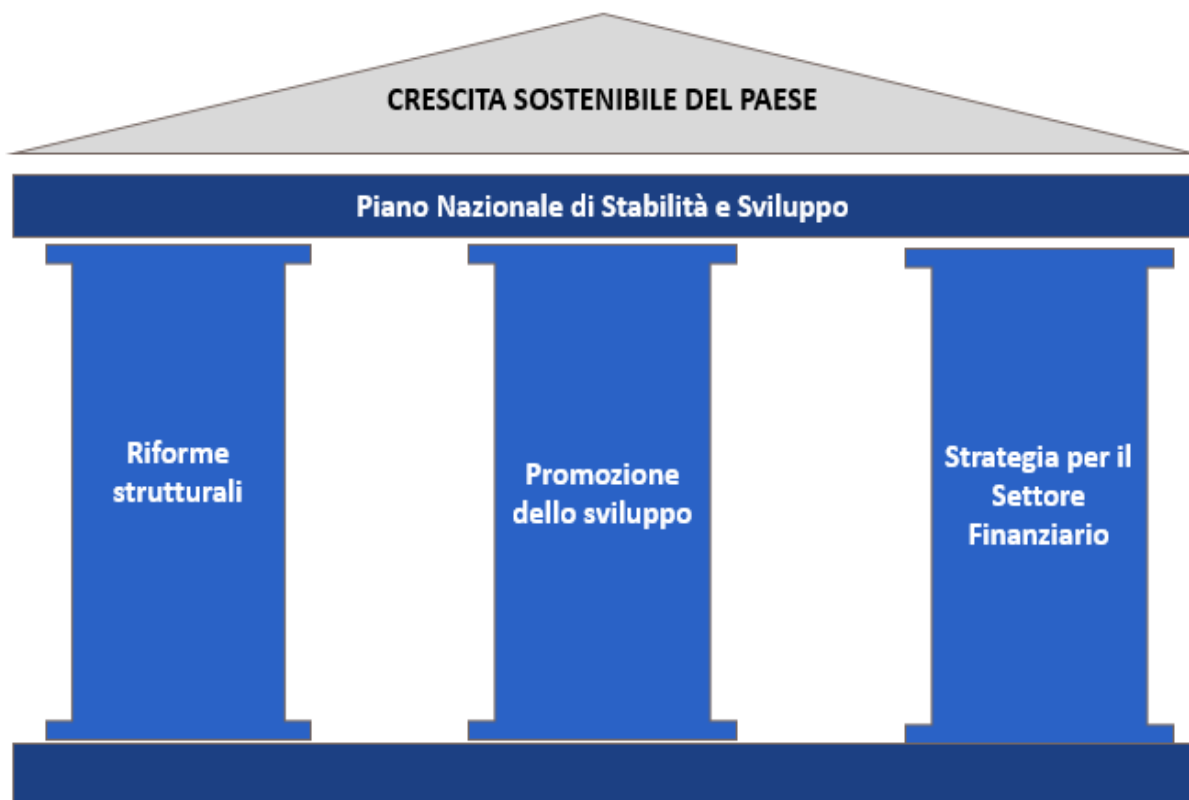 CRESCITA SOSTENIBILE DEL PAESE
Piano Nazionale di Stabilità e Sviluppo
Riforme
strutturali
Promozione
dello sviluppo
Strategia per il
Settore
Finanziario